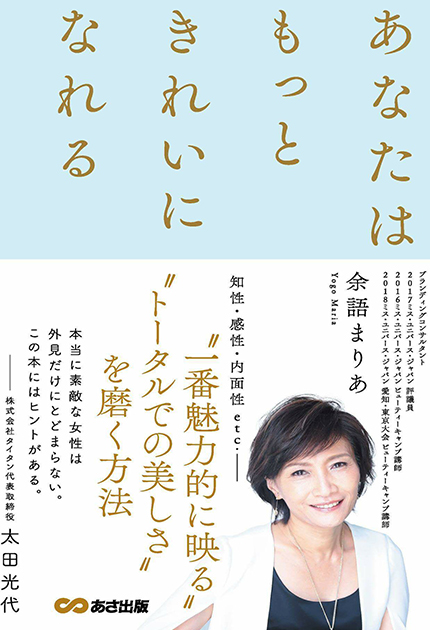 あなたは
もっと
きれいに
なれる
ブランディングコンサルタント
2017ミス・ユニバース・ジャパン 評議員
2016ミス・ユニバース・ジャパン ビューティーキャンプ講師
2018ミス・ユニバース・ジャパン 愛知・東京大会 ビューティーキャンプ講師
余語まりあ
Yogo Maria
知性・感性・内面性 etc.――
“一番魅力的に映る”
“トータルでの美しさ”
を磨く方法
本当に素敵な女性は
外見だけにとどまらない。
この本にはヒントがある。
――株式会社タイタン代表取締役 太田光代
あさ出版